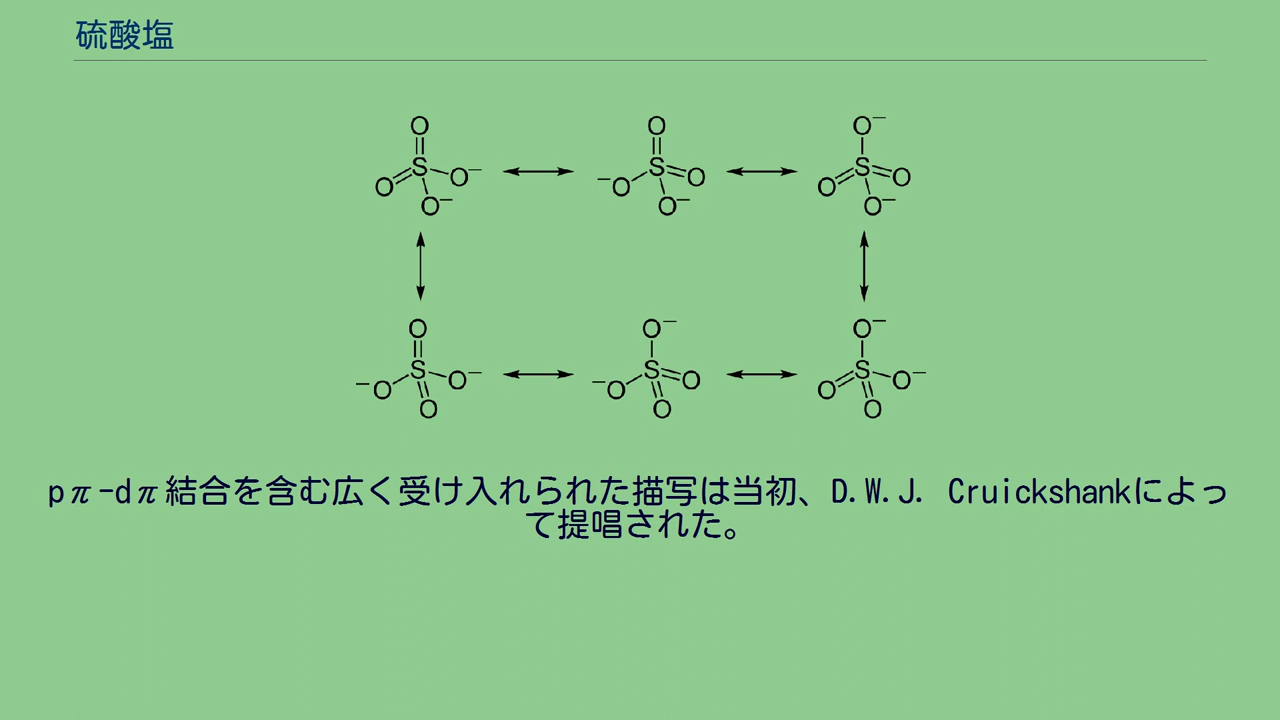 硫酸塩
O O O⁻
S S S
O O⁻ ⁻O O O O
O⁻ O⁻ O⁻
O O⁻ O⁻
S S S
⁻O O⁻ ⁻O O O O⁻
O O O
pπ-dπ結合を含む広く受け入れられた描写は当初、D.W.J. Cruickshankによっ
て提唱された。